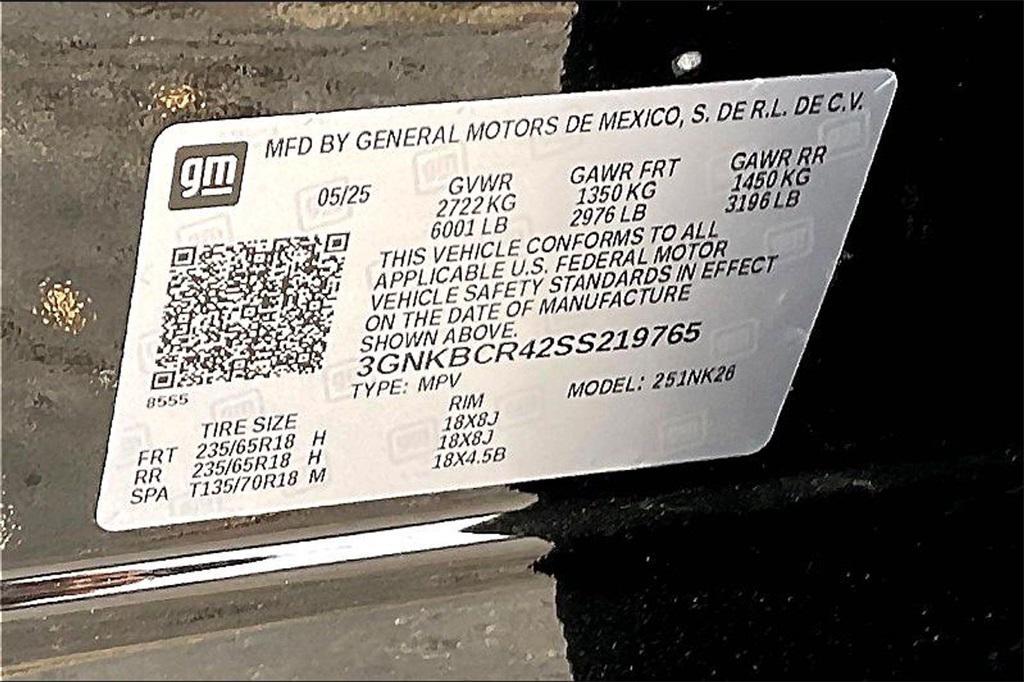 MFD BY GENERAL MOTORS DE MEXICO, S. DE R.L. DE C.V.
gm
05/25
GVWR
2722 KG
6001 LB
GAWR FRT
1350 KG
2976 LB
GAWR RR
1450 KG
3196 LB
THIS VEHICLE CONFORMS TO ALL
APPLICABLE U.S. FEDERAL MOTOR
VEHICLE SAFETY STANDARDS IN EFFECT
ON THE DATE OF MANUFACTURE
SHOWN ABOVE.
3GNKBCR42SS219765
TYPE: MPV
MODEL: 251NK26
8555
TIRE SIZE
RIM
FRT 235/65R18 H 18X8J
RR 235/65R18 H 18X8J
SPA T135/70R18 M 18X4.5B